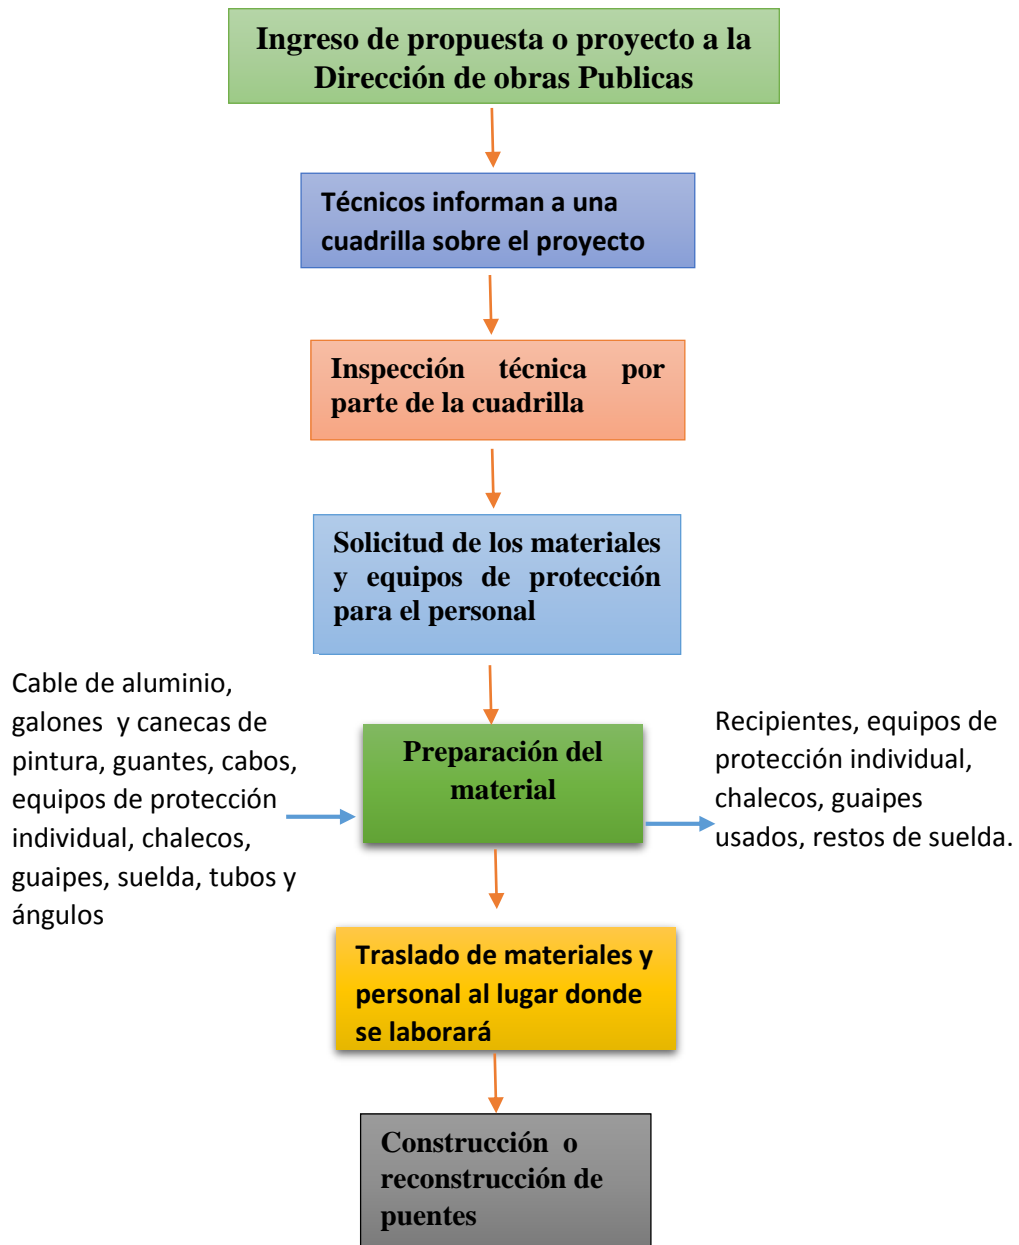 Ingreso de propuesta o proyecto a la
Dirección de obras Publicas
Técnicos informan a una
cuadrilla sobre el proyecto
Inspección técnica por
parte de la cuadrilla
Solicitud de los materiales
y equipos de protección
para el personal
Cable de aluminio,
galones y canecas de
pintura, guantes, cabos,
equipos de protección
individual, chalecos,
guaipes, suelda, tubos y
ángulos
Preparación del
material
Recipientes, equipos de
protección individual,
chalecos, guaipes
usados, restos de suelda.
Traslado de materiales y
personal al lugar donde
se laborará
Construcción o
reconstrucción de
puentes